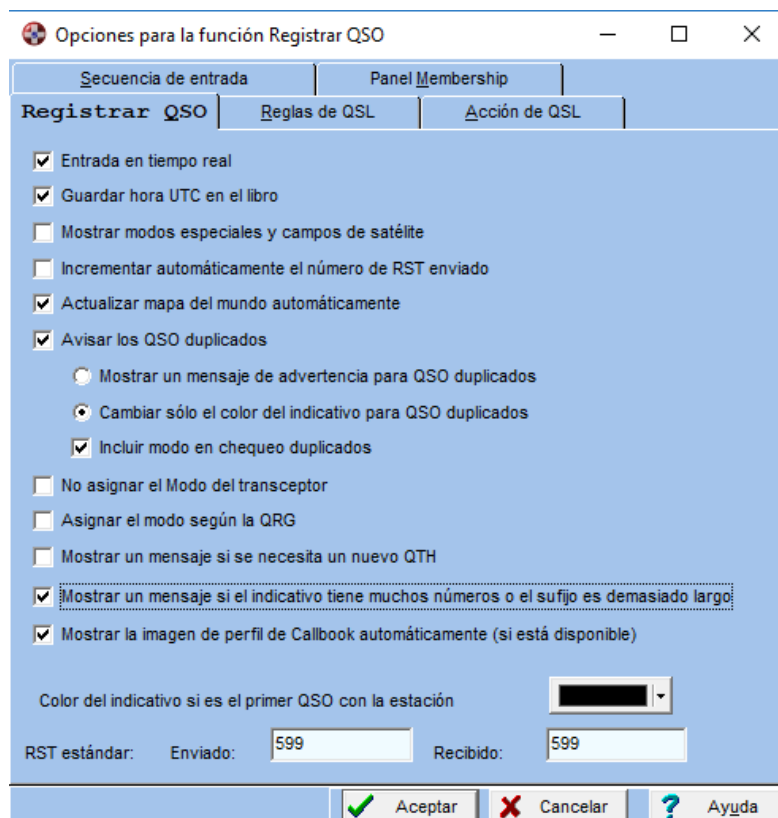 Opciones para la función Registrar QSO
Secuencia de entrada
Panel Membership
Registrar QSO
Reglas de QSL
Acción de QSL
Entrada en tiempo real
Guardar hora UTC en el libro
Mostrar modos especiales y campos de satélite
Incrementar automáticamente el número de RST enviado
Actualizar mapa del mundo automáticamente
Avisar los QSO duplicados
Mostrar un mensaje de advertencia para QSO duplicados
Cambiar sólo el color del indicativo para QSO duplicados
Incluir modo en chequeo duplicados
No asignar el Modo del transceptor
Asignar el modo según la QRG
Mostrar un mensaje si se necesita un nuevo QTH
Mostrar un mensaje si el indicativo tiene muchos números o el sufijo es demasiado largo
Mostrar la imagen de perfil de Callbook automáticamente (si está disponible)
Color del indicativo si es el primer QSO con la estación
RST estándar: Enviado: 599 Recibido: 599
Aceptar Cancelar ? Ayuda